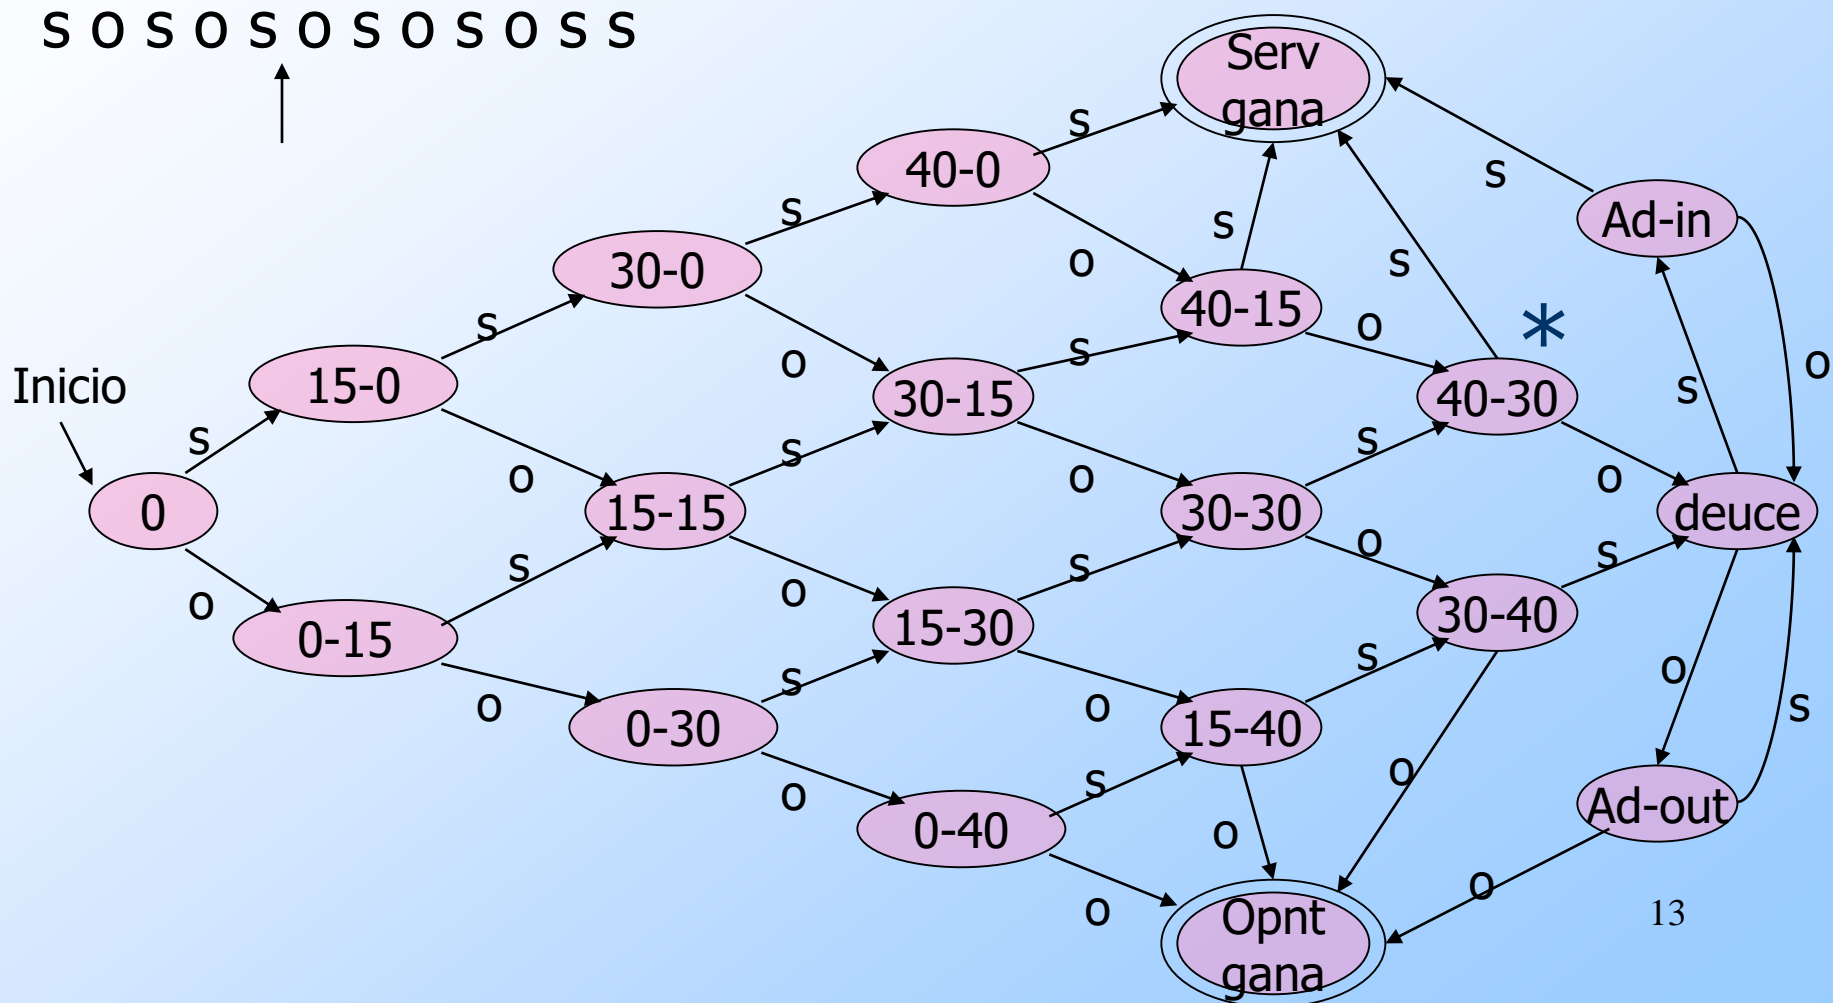 s o s o s o s o s o s s
Serv
gana
s
40-0
s
s
Ad-in
30-0
s
o
s
s
40-15
o
*
s
o
s
o
Inicio
15-0
30-15
40-30
s
s
s
s
o
o
o
o
0
15-15
30-30
deuce
s
o
s
s
o
o
0-15
15-30
30-40
s
s
o
o
o
s
0-30
15-40
o
s
o
Ad-out
0-40
o
o
o
13
Opnt
gana